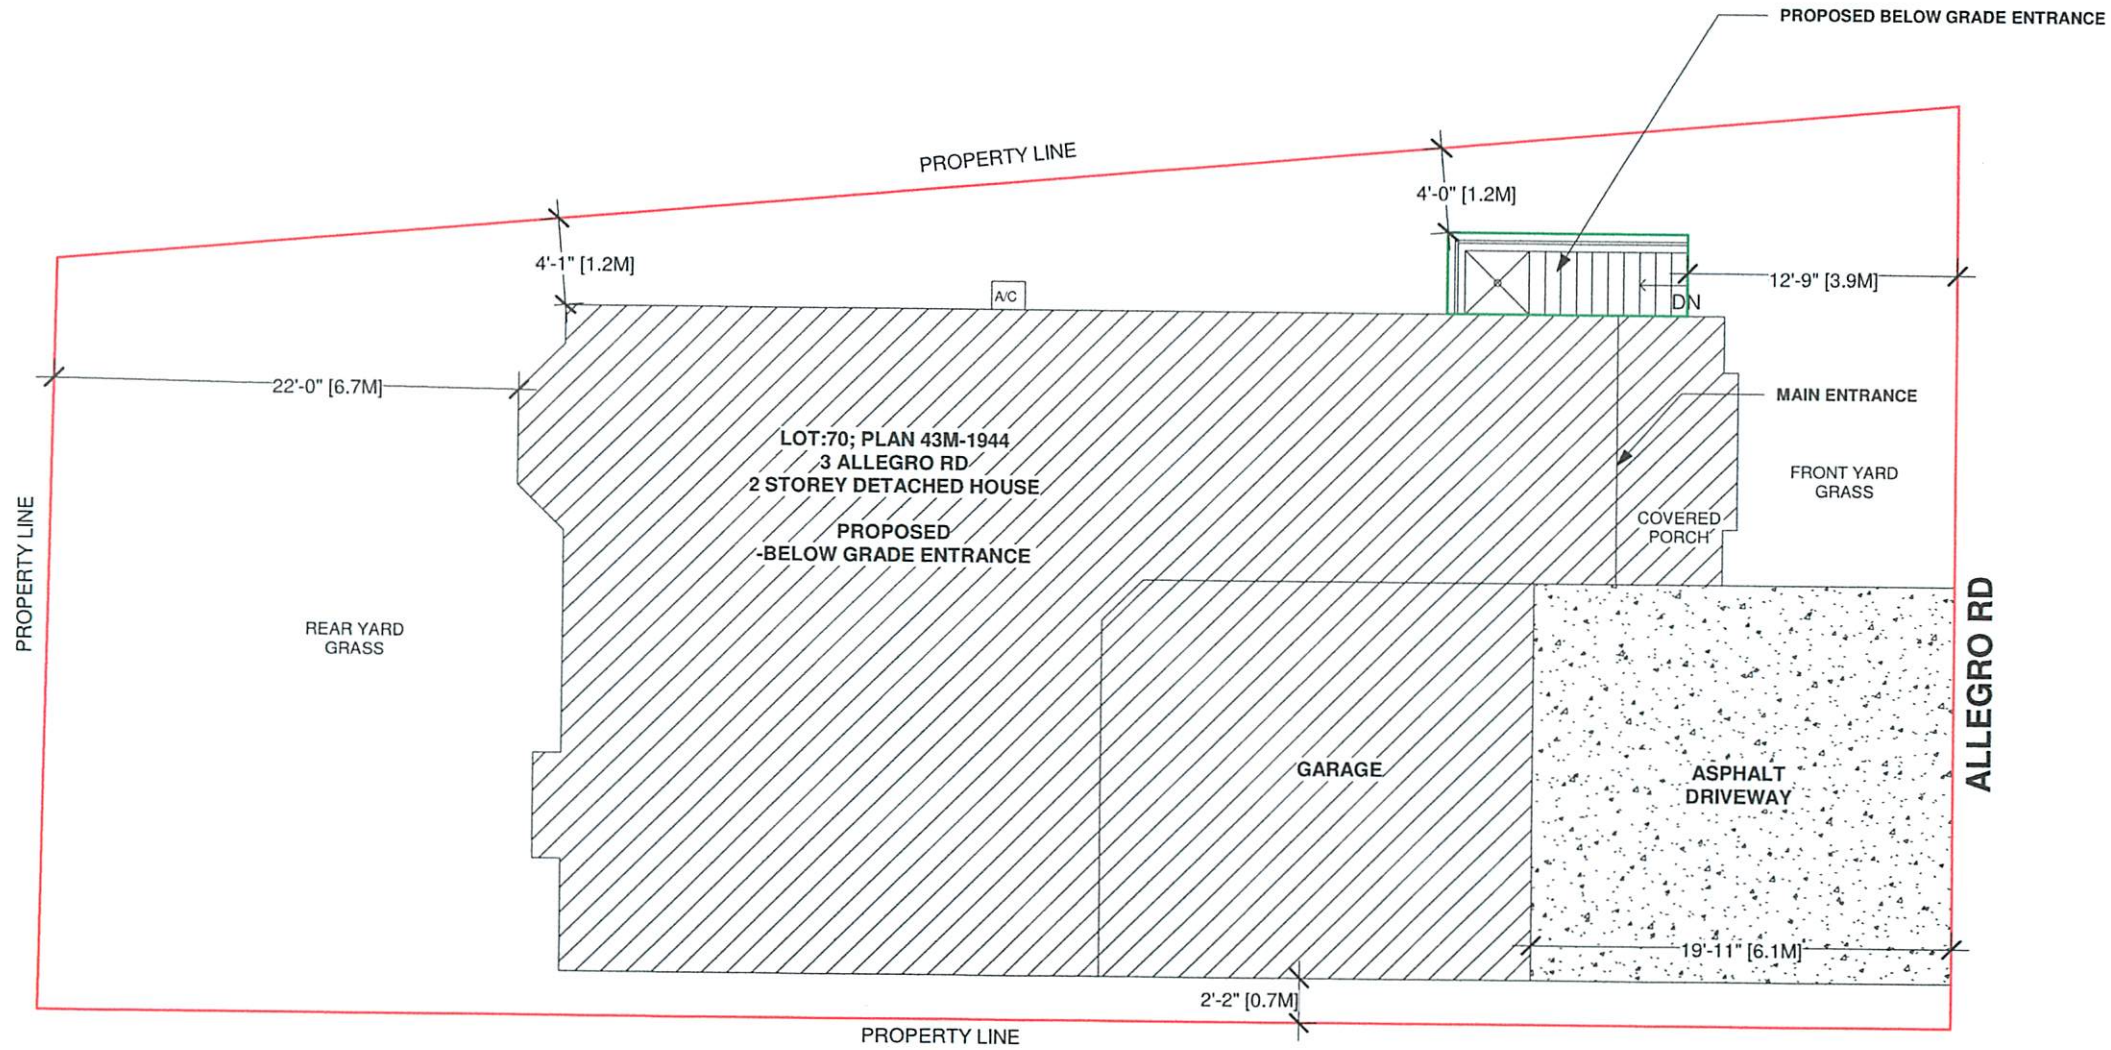 PROPOSED BELOW GRADE ENTRANCE
PROPERTY LINE
4'-0" [1.2M]
4'-1" [1.2M]
A/C
12'-9" [3.9M]
DN
22'-0" [6.7M]
MAIN ENTRANCE
LOT:70; PLAN 43M-1944
3 ALLEGRO RD
2 STOREY DETACHED HOUSE
PROPOSED
-BELOW GRADE ENTRANCE
FRONT YARD
GRASS
COVERED
PORCH
PROPERTY LINE
REAR YARD
GRASS
ALLEGRO RD
GARAGE
ASPHALT
DRIVEWAY
19'-11" [6.1M]
2'-2" [0.7M]
PROPERTY LINE